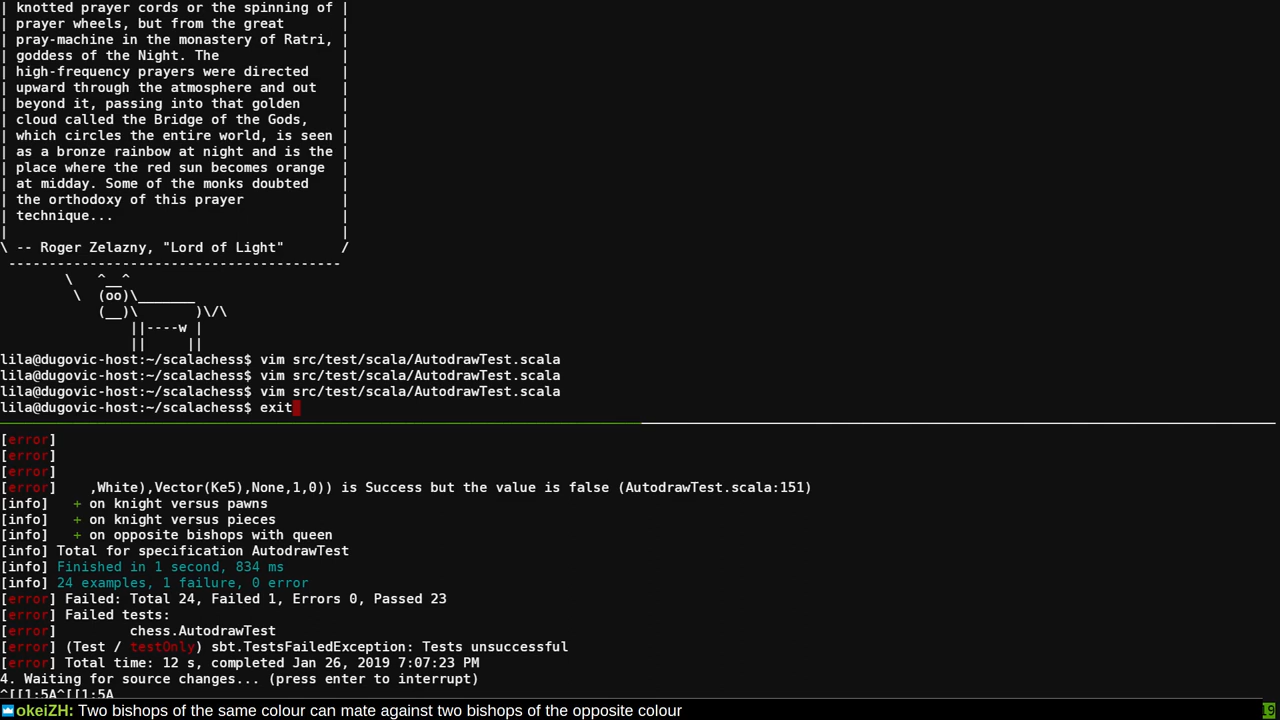 | knotted prayer cords or the spinning of |
| prayer wheels, but from the great       |
| pray-machine in the monastery of Ratri, |
| goddess of the Night. The               |
| high-frequency prayers were directed    |
| upward through the atmosphere and out   |
| beyond it, passing into that golden     |
| cloud called the Bridge of the Gods,    |
| which circles the entire world, is seen |
| as a bronze rainbow at night and is the |
| place where the red sun becomes orange  |
| at midday. Some of the monks doubted    |
| the orthodoxy of this prayer            |
| technique...                            |
|                                         |
\ -- Roger Zelazny, "Lord of Light"       /
 -----------------------------------------
        \   ^__^
         \  (oo)\_______
            (__)\       )\/\
                ||----w |
                ||     ||
lila@dugovic-host:~/scalachess$ vim src/test/scala/AutodrawTest.scala
lila@dugovic-host:~/scalachess$ vim src/test/scala/AutodrawTest.scala
lila@dugovic-host:~/scalachess$ vim src/test/scala/AutodrawTest.scala
lila@dugovic-host:~/scalachess$ exit
[error]
[error]
[error]
[error]    ,White),Vector(Ke5),None,1,0)) is Success but the value is false (AutodrawTest.scala:151)
[info]   + on knight versus pawns
[info]   + on knight versus pieces
[info]   + on opposite bishops with queen
[info] Total for specification AutodrawTest
[info] Finished in 1 second, 834 ms
[info] 24 examples, 1 failure, 0 error
[error] Failed: Total 24, Failed 1, Errors 0, Passed 23
[error] Failed tests:
[error]         chess.AutodrawTest
[error] (Test / testOnly) sbt.TestsFailedException: Tests unsuccessful
[error] Total time: 12 s, completed Jan 26, 2019 7:07:23 PM
4. Waiting for source changes... (press enter to interrupt)
^[[1;5A^[[1;5A
okeiZH: Two bishops of the same colour can mate against two bishops of the opposite colour